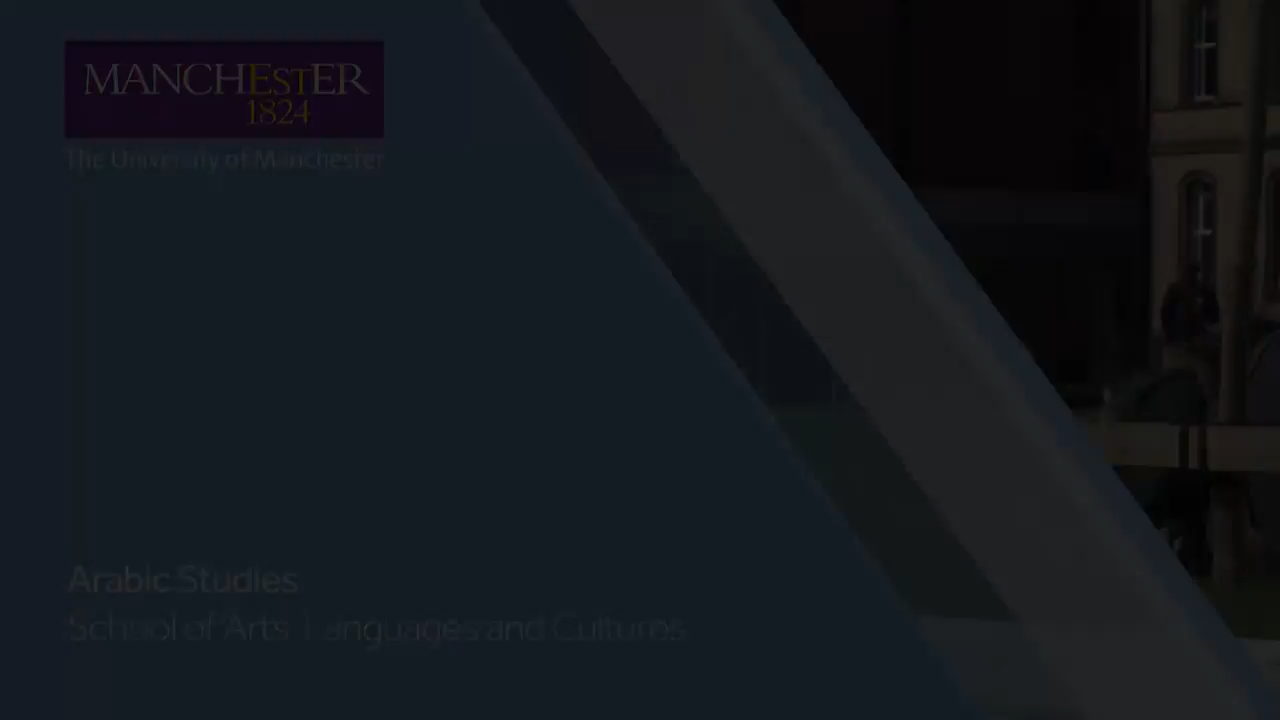 MANCHESTER
1824
The University of Manchester
Arabic Studies
School of Arts, Languages and Cultures